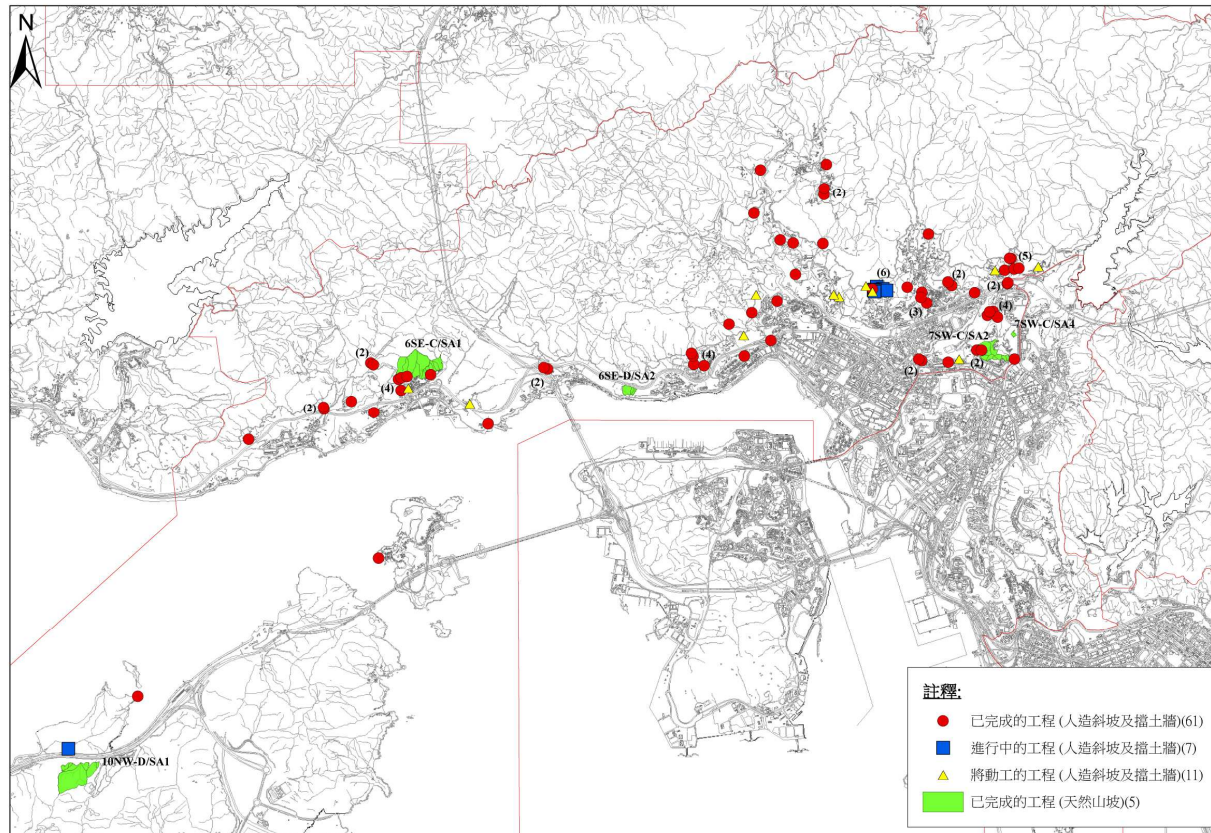 N
(2)
(6)
(5)
(2)
(2)
(3)
(4)
7SW-C/SA4
7SW-C/SA2
6SE-C/SA1
(2)
(4)
(2)
(2)
6SE-D/SA2
(4)
(2)
(2)
10NW-D/SA1
註釋:
已完成的工程 (人造斜坡及擋土牆)(61)
進行中的工程 (人造斜坡及擋土牆)(7)
將動工的工程 (人造斜坡及擋土牆)(11)
已完成的工程 (天然山坡)(5)